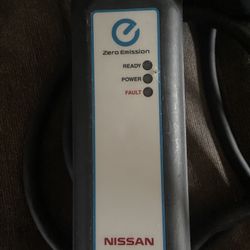 Zero Emission
READY
POWER
FAULT
NISSAN